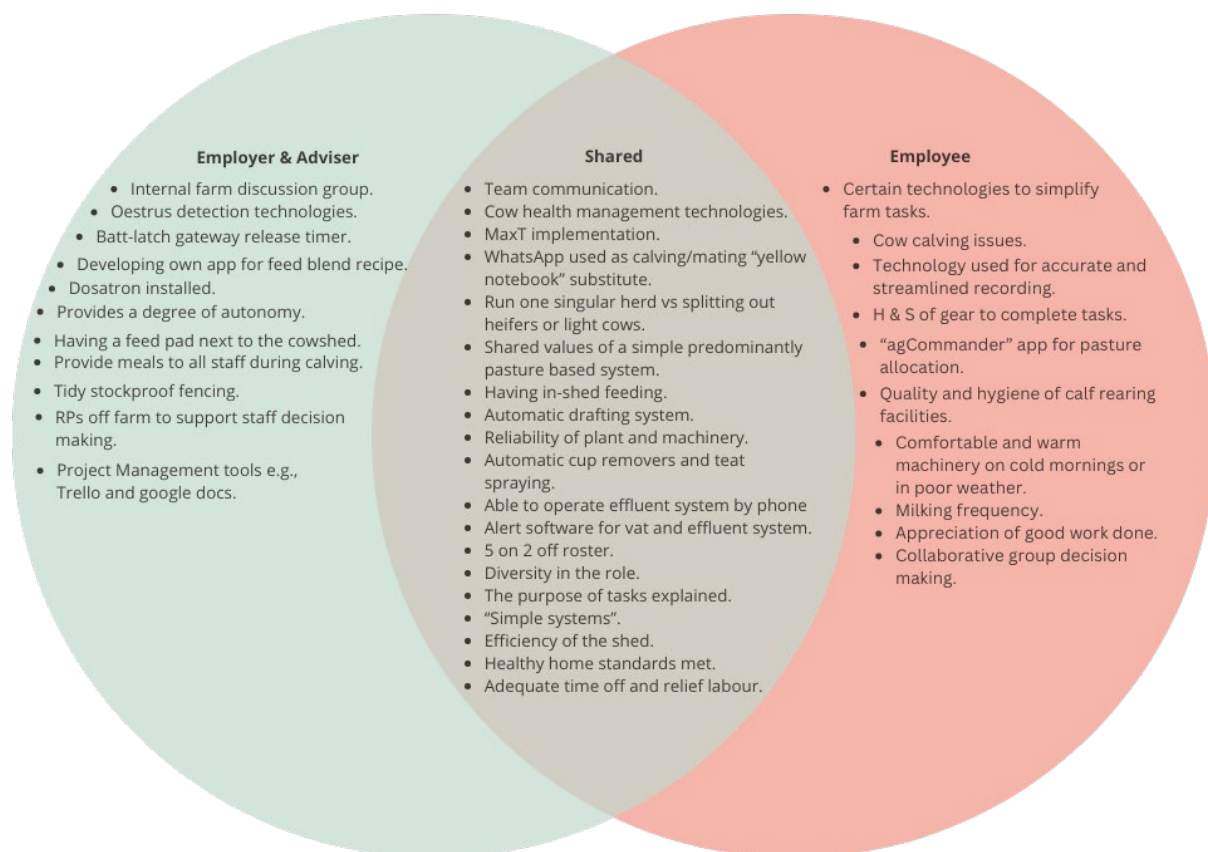 Employer & Adviser
• Internal farm discussion group.
• Oestrus detection technologies.
• Batt-latch gateway release timer.
• Developing own app for feed blend recipe.
• Dosatron installed.
• Provides a degree of autonomy.
• Having a feed pad next to the cowshed.
• Provide meals to all staff during calving.
• Tidy stockproof fencing.
• RPs off farm to support staff decision
making.
• Project Management tools e.g.,
Trello and google docs.
Shared
• Team communication.
• Cow health management technologies.
• MaxT implementation.
• WhatsApp used as calving/mating “yellow
notebook” substitute.
• Run one singular herd vs splitting out
heifers or light cows.
• Shared values of a simple predominantly
pasture based system.
• Having in-shed feeding.
• Automatic drafting system.
• Reliability of plant and machinery.
• Automatic cup removers and teat
spraying.
• Able to operate effluent system by phone
• Alert software for vat and effluent system.
• 5 on 2 off roster.
• Diversity in the role.
• The purpose of tasks explained.
• “Simple systems”.
• Efficiency of the shed.
• Healthy home standards met.
• Adequate time off and relief labour.
Employee
• Certain technologies to simplify
farm tasks.
• Cow calving issues.
• Technology used for accurate and
streamlined recording.
• H & S of gear to complete tasks.
• “agCommander” app for pasture
allocation.
• Quality and hygiene of calf rearing
facilities.
• Comfortable and warm
machinery on cold mornings or
in poor weather.
• Milking frequency.
• Appreciation of good work done.
• Collaborative group decision
making.